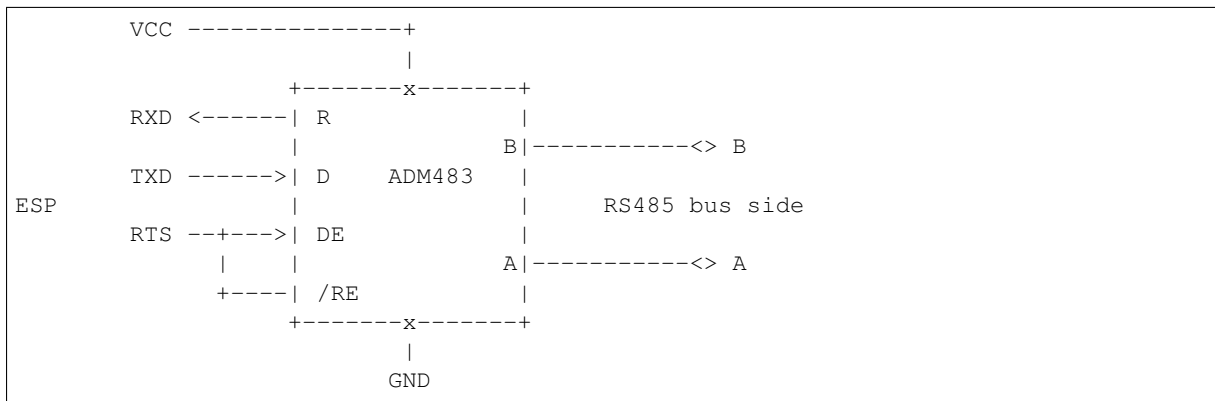 VCC ---------------+
|
+-------x-------+
RXD <------| R |
| B|-----------<> B
TXD ------>| D ADM483 |
ESP | | RS485 bus side
RTS --+--->| DE |
| | A|-----------<> A
+----| /RE |
+-------x-------+
|
GND